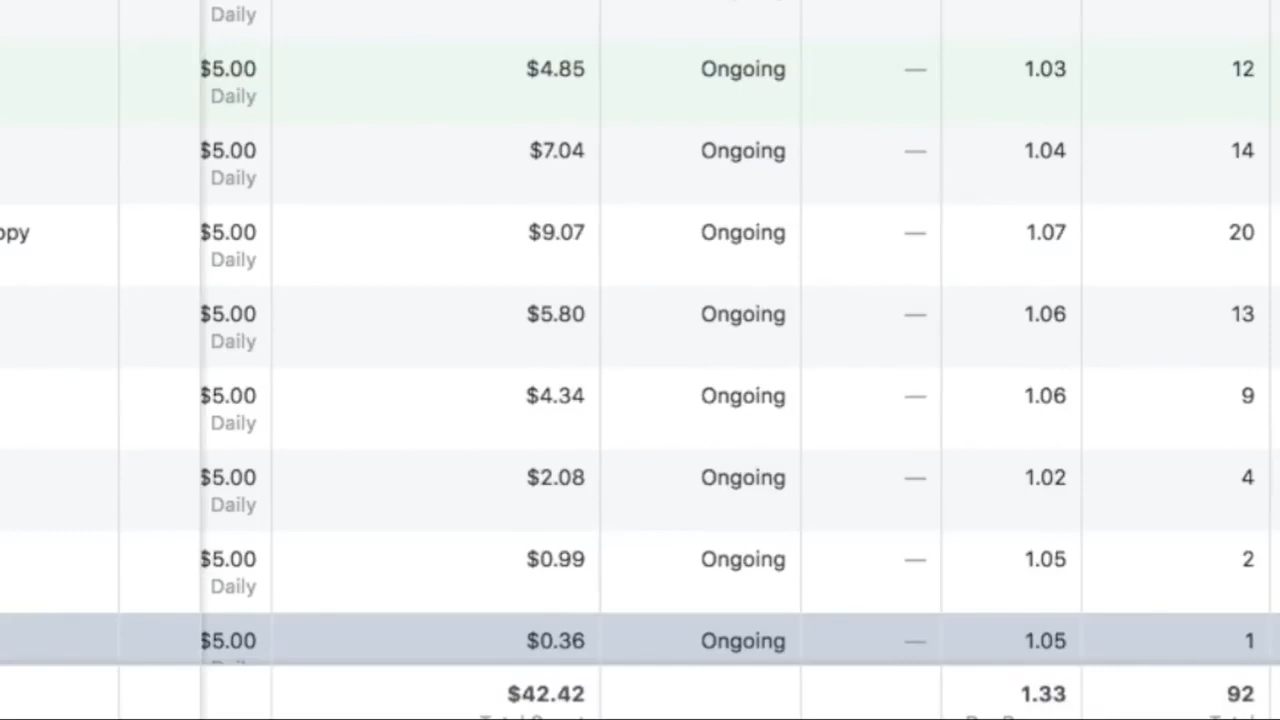 Daily
$5.00 $4.85 Ongoing — 1.03 12
Daily
$5.00 $7.04 Ongoing — 1.04 14
Daily
opy $5.00 $9.07 Ongoing — 1.07 20
Daily
$5.00 $5.80 Ongoing — 1.06 13
Daily
$5.00 $4.34 Ongoing — 1.06 9
Daily
$5.00 $2.08 Ongoing — 1.02 4
Daily
$5.00 $0.99 Ongoing — 1.05 2
Daily
$5.00 $0.36 Ongoing — 1.05 1
$42.42 1.33 92